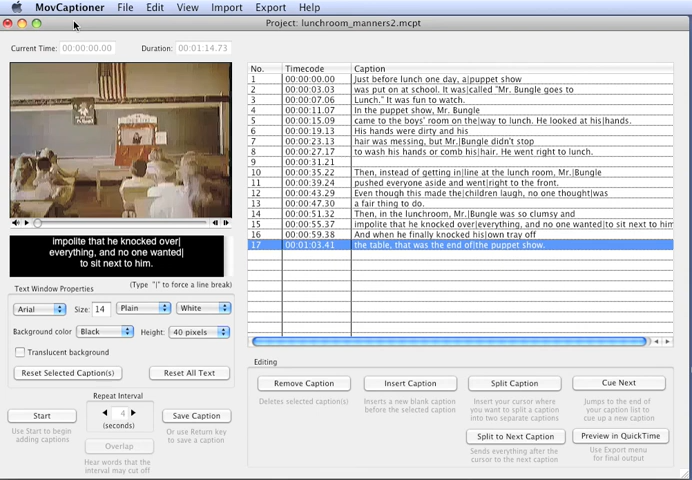 MovCaptioner File Edit View Import Export Help
Project: lunchroom_manners2.mcpt
Current Time: 00:00:00.00 Duration: 00:01:14.73
No. Timecode Caption
1 00:00:00.00 Just before lunch one day, a|puppet show
2 00:00:03.03 was put on at school. It was|called "Mr. Bungle goes to
3 00:00:07.06 Lunch." It was fun to watch.
4 00:00:11.07 In the puppet show, Mr. Bungle
5 00:00:15.09 came to the boys' room on the|way to lunch. He looked at his|hands.
6 00:00:19.13 His hands were dirty and his
7 00:00:23.13 hair was messy, but Mr.|Bungle didn't stop
8 00:00:27.17 to wash his hands or comb his|hair. He went right to lunch.
9 00:00:31.21
10 00:00:35.22 Then, instead of getting in|line at the lunch room, Mr.|Bungle
11 00:00:39.24 pushed everyone aside and went|right to the front.
12 00:00:43.29 Even though this made the|children laugh, no one thought|was
13 00:00:47.30 a fair thing to do.
14 00:00:51.32 Then, in the lunchroom, Mr.|Bungle was so clumsy and
15 00:00:55.37 impolite that he knocked over|everything, and no one wanted|to sit next to him
16 00:00:59.38 And when he finally knocked his|own tray off
17 00:01:03.41 the table, that was the end of|the puppet show.
impolite that he knocked over|
everything, and no one wanted|
to sit next to him.
(Type "|" to force a line break)
Text Window Properties
Arial Size: 14 Plain White
Background color Black Height: 40 pixels
Translucent background
Reset Selected Caption(s) Reset All Text
Repeat Interval
Start 4 Save Caption
(seconds)
Use Start to begin
adding captions
Or use Return key
to save a caption
Overlap
Hear words that the
interval may cut off
Editing
Remove Caption Insert Caption Split Caption Cue Next
Deletes selected caption(s)
Inserts a new blank caption
before the selected caption
Insert your cursor where
you want to split a caption
into two separate captions
Jumps to the end of
your caption list to
cue up a new caption
Split to Next Caption Preview in QuickTime
Sends everything after the
cursor to the next caption
Use Export menu
for final output